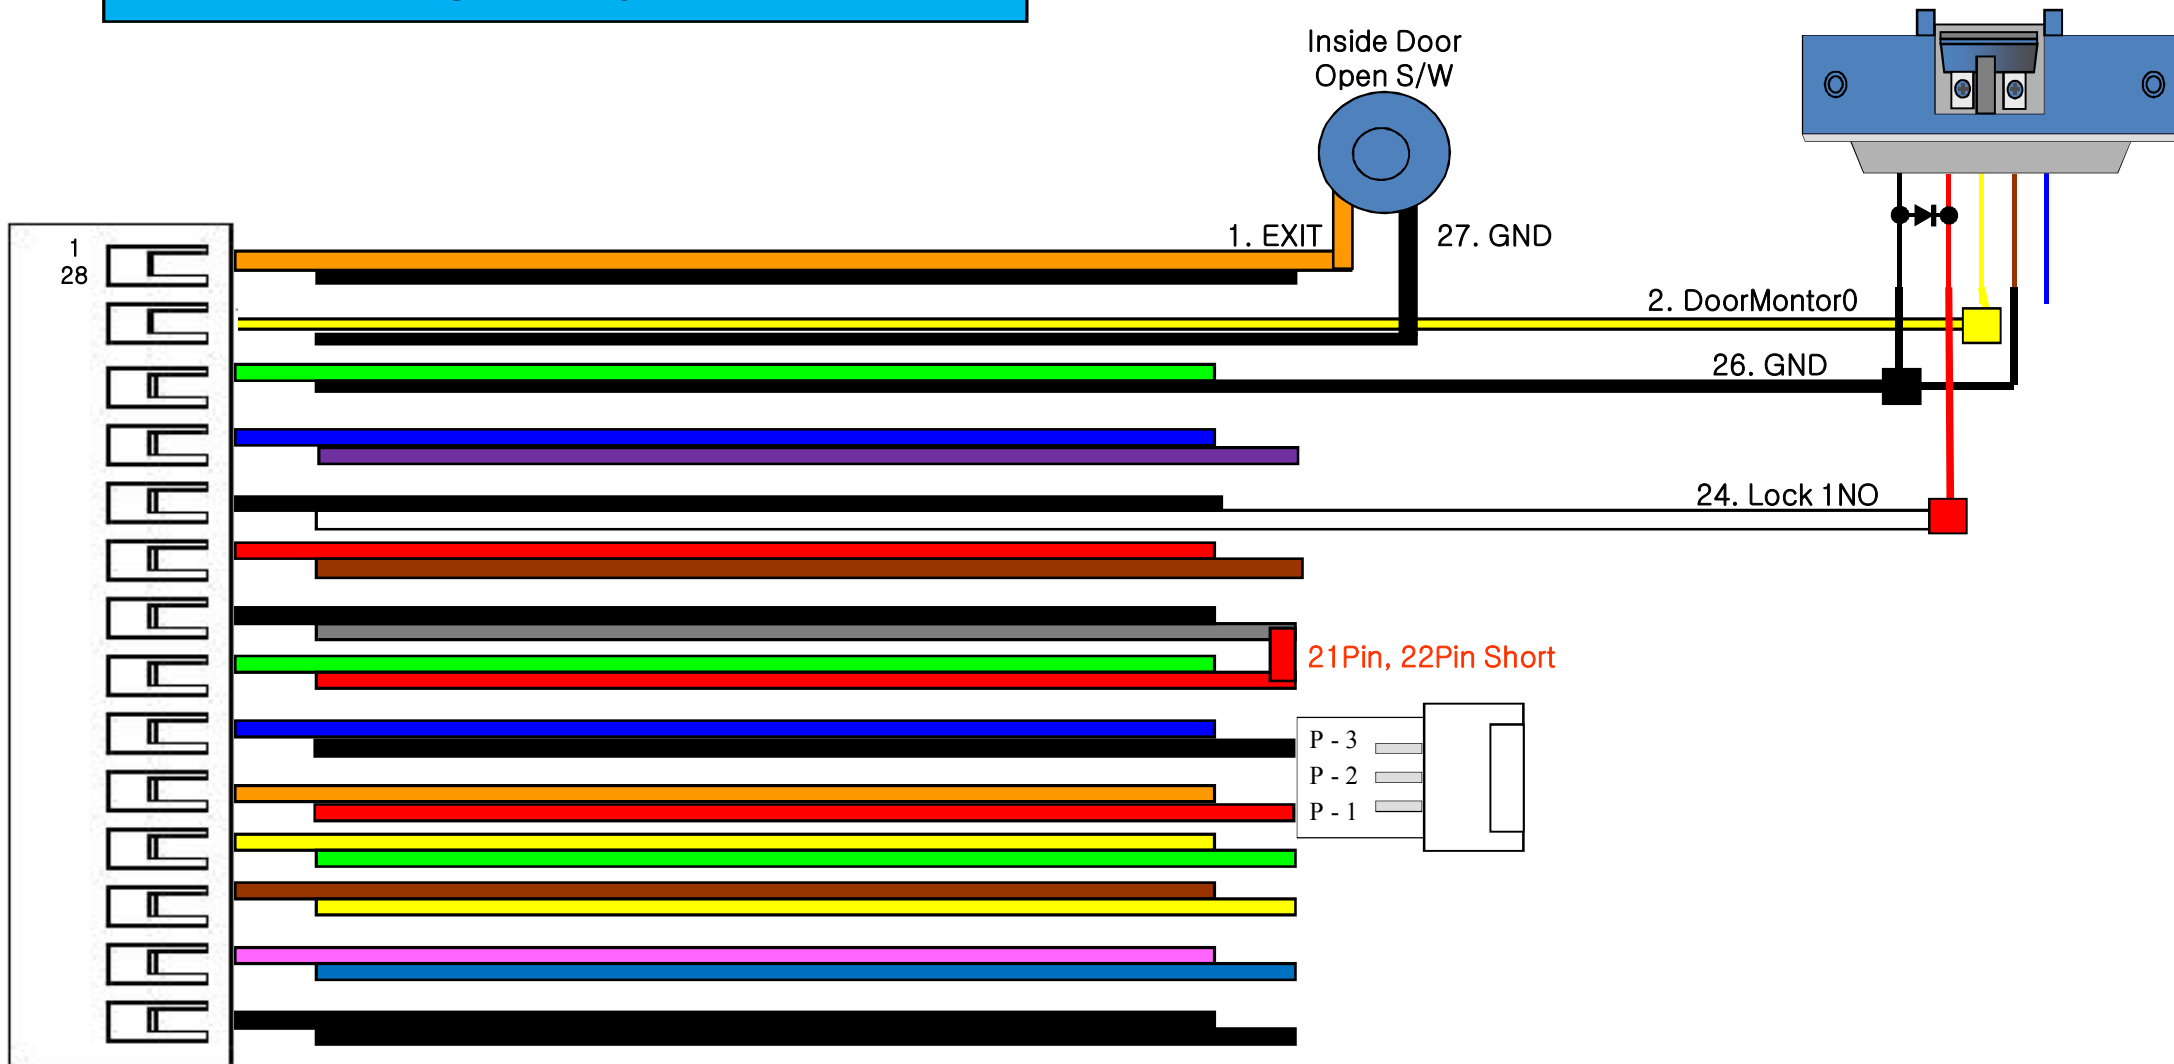 Inside Door
Open S/W
1. EXIT
27. GND
1
28
2. DoorMontor0
26. GND
24. Lock 1NO
21Pin, 22Pin Short
P - 3
P - 2
P - 1